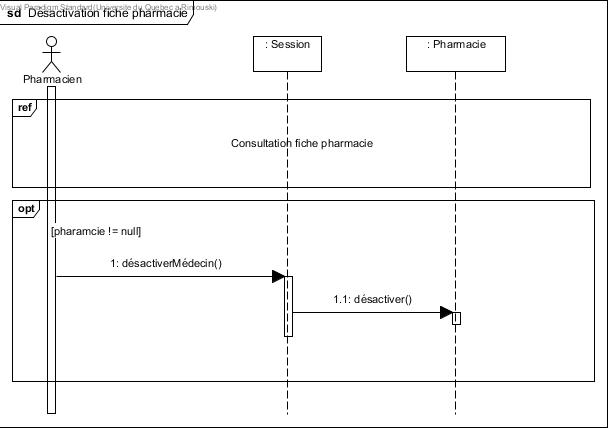 Visual Paradigm Standard(Universite du Quebec a Rimouski)
sd Désactivation fiche pharmacie
Pharmacien
: Session
: Pharmacie
ref
Consultation fiche pharmacie
opt
[pharamcie != null]
1: désactiverMédecin()
1.1: désactiver()